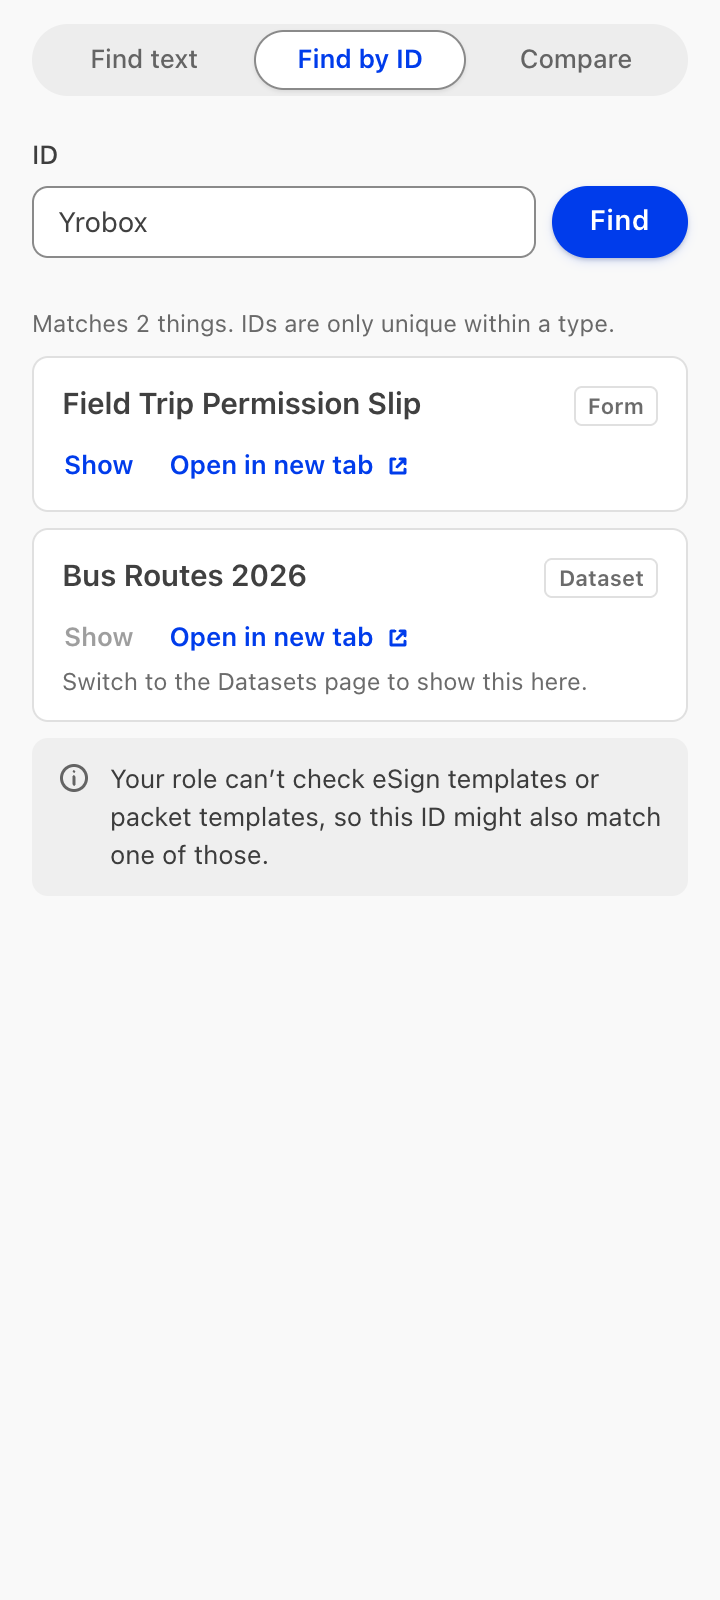 Find text
Find by ID
Compare
ID
Yrobox
Find
Matches 2 things. IDs are only unique within a type.
Field Trip Permission Slip
Form
Show
Open in new tab
Bus Routes 2026
Dataset
Show
Open in new tab
Switch to the Datasets page to show this here.
Your role can’t check eSign templates or
packet templates, so this ID might also match
one of those.